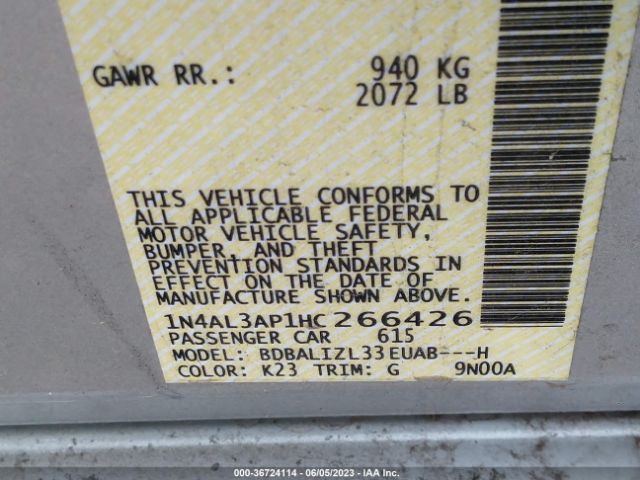 GAWR RR.: 940 KG
2072 LB
THIS VEHICLE CONFORMS TO
ALL APPLICABLE FEDERAL
MOTOR VEHICLE SAFETY,
BUMPER, AND THEFT
PREVENTION STANDARDS IN
EFFECT ON THE DATE OF
MANUFACTURE SHOWN ABOVE.
1N4AL3AP1HC266426
PASSENGER CAR 615
MODEL: BDBALIZL33EUAB---H
COLOR: K23 TRIM: G 9N00A
000-36724114 - 06/05/2023 - IAA Inc.